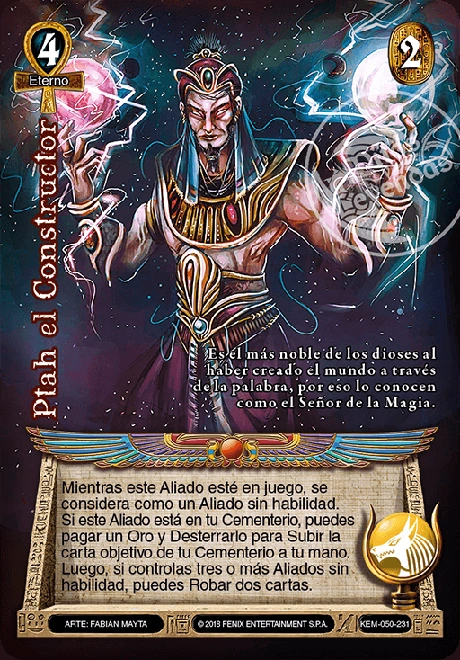 4
2
Eterno
Ptah el Constructor
Es el más noble de los dioses al
haber creado el mundo a través
de la palabra, por eso lo conocen
como el Señor de la Magia.
Mientras este Aliado esté en juego, se
considera como un Aliado sin habilidad.
Si este Aliado está en tu Cementerio, puedes
pagar un Oro y Desterrarlo para Subir la
carta objetivo de tu Cementerio a tu mano.
Luego, si controlas tres o más Aliados sin
habilidad, puedes Robar dos cartas.
ARTE: FABIAN MAYTA
© 2018 FENIX ENTERTAINMENT S.P.A.
KEM-050-231